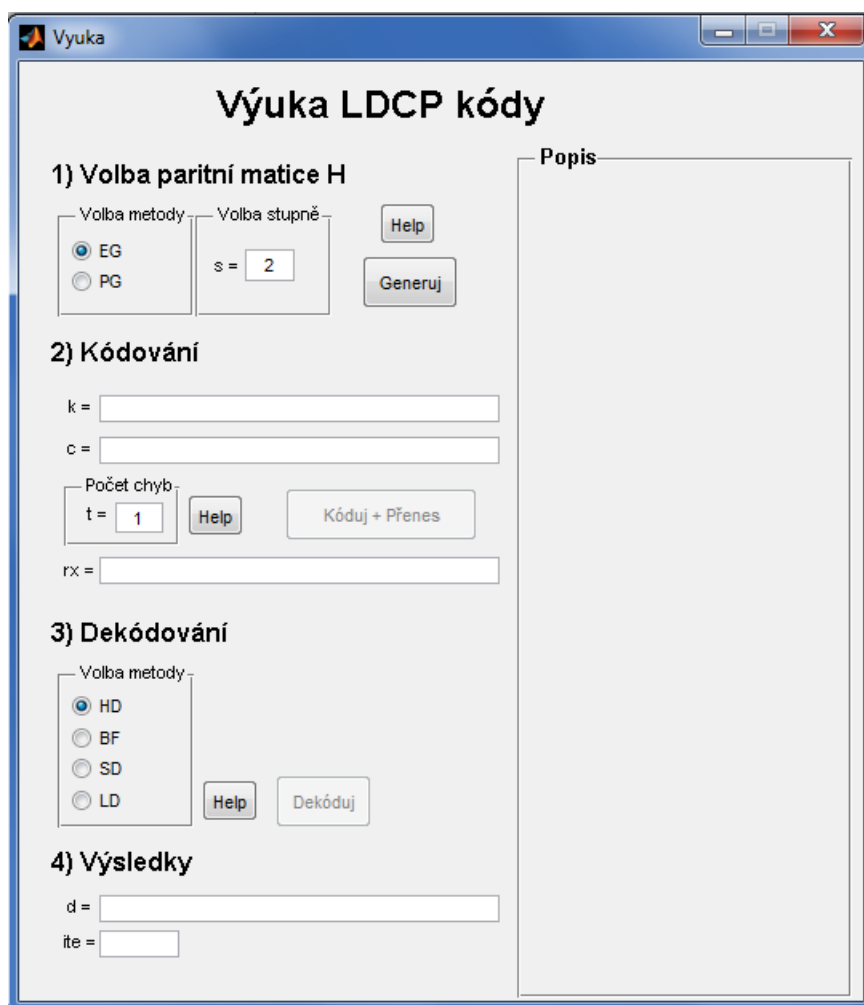 Vyuka
Výuka LDCP kódy
1) Volba paritní matice H
Volba metody
EG
PG
Volba stupně
s = 2
Help
Generuj
2) Kódování
k =
c =
Počet chyb
t = 1
Help
Kóduj + Přenes
rx =
3) Dekódování
Volba metody
HD
BF
SD
LD
Help
Dekóduj
4) Výsledky
d =
ite =
Popis